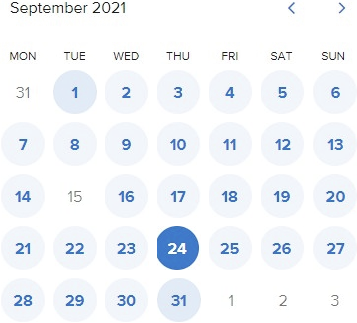 September 2021
MON TUE WED THU FRI SAT SUN
31 1 2 3 4 5 6
7 8 9 10 11 12 13
14 15 16 17 18 19 20
21 22 23 24 25 26 27
28 29 30 31 1 2 3